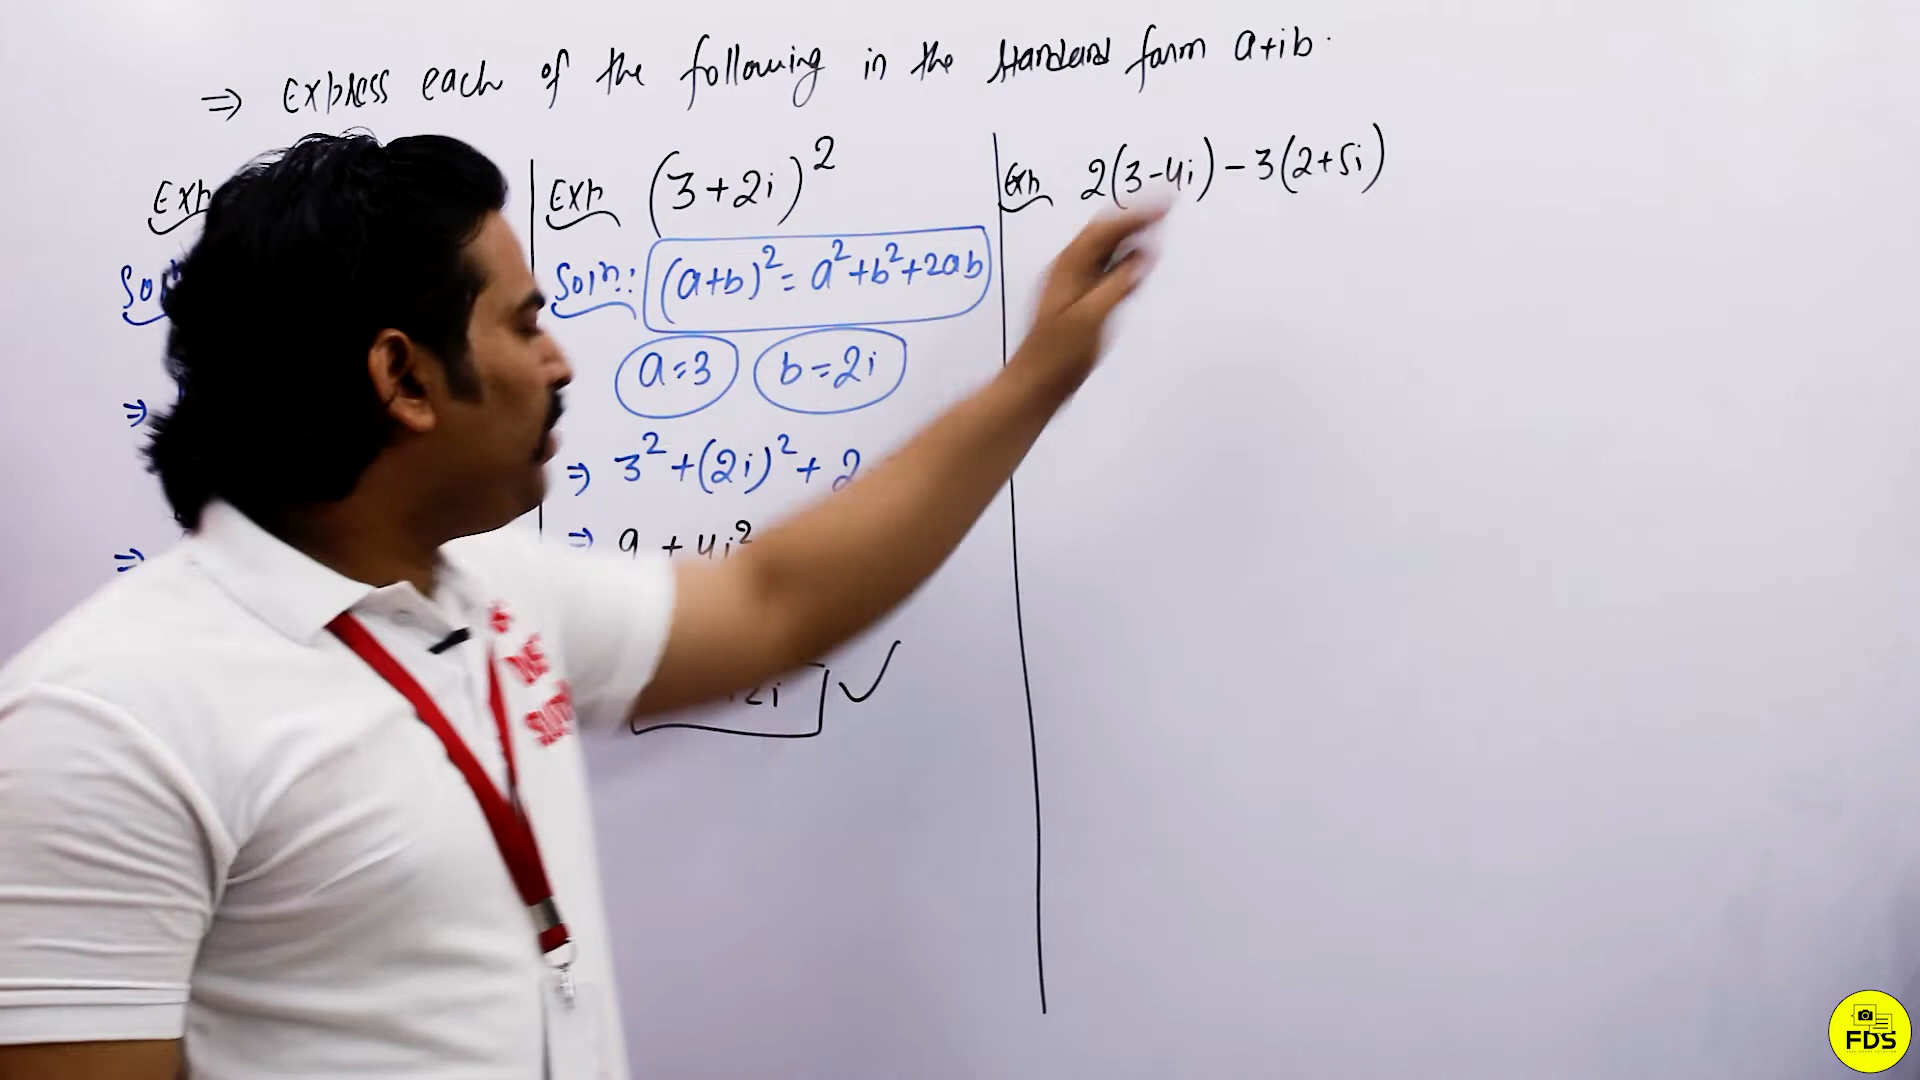 ⇒ Express each of the following in the standard form a+ib.
Exp
Soln
⇒
⇒
Exp (3+2i)²
Soln: (a+b)² = a²+b²+2ab
a=3 b=2i
⇒ 3²+(2i)²+2
⇒ 9 + 4i²
12i ✓
Exp 2(3-4i)-3(2+5i)
FDS